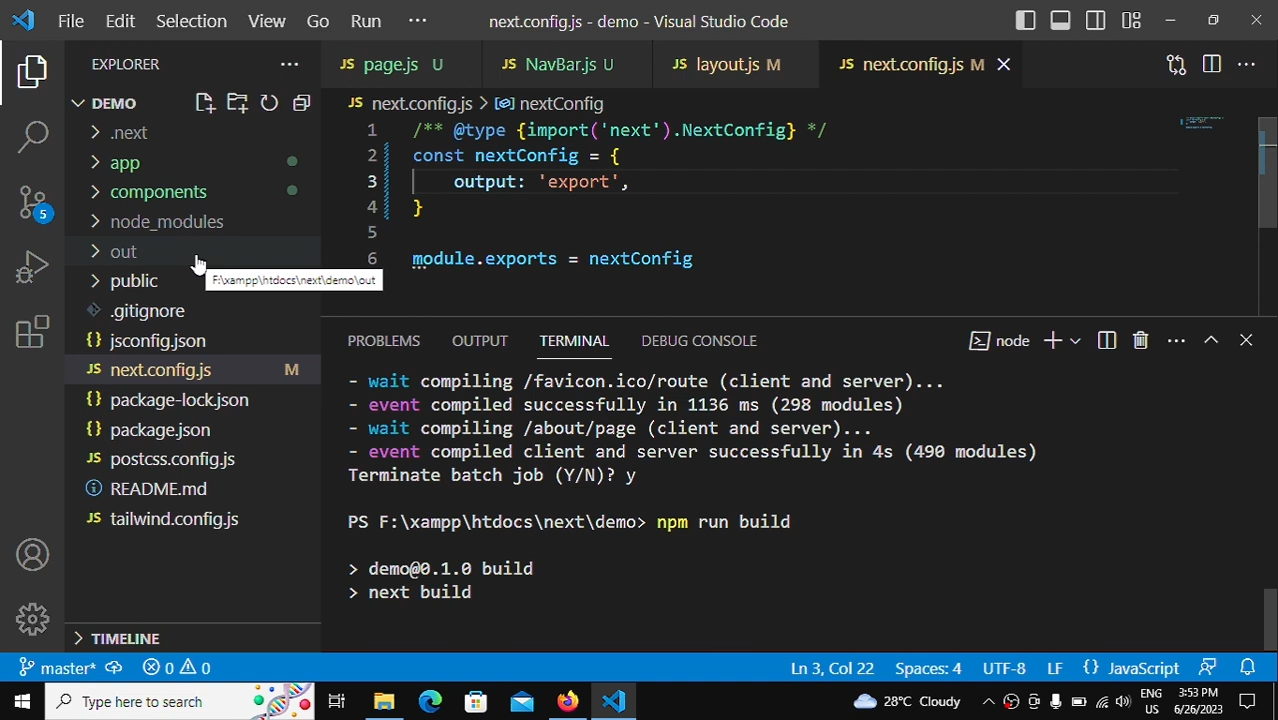 File Edit Selection View Go Run ··· next.config.js - demo - Visual Studio Code
EXPLORER ···
JS page.js U JS NavBar.js U JS layout.js M JS next.config.js M
DEMO
JS next.config.js > nextConfig
.next
app
components
node_modules
out
F:\xampp\htdocs\next\demo\out
public
.gitignore
{} jsconfig.json
JS next.config.js M
{} package-lock.json
{} package.json
JS postcss.config.js
README.md
JS tailwind.config.js
5
TIMELINE
1 /** @type {import('next').NextConfig} */
2 const nextConfig = {
3 output: 'export',
4 }
5
6 module.exports = nextConfig
PROBLEMS OUTPUT TERMINAL DEBUG CONSOLE node
- wait compiling /favicon.ico/route (client and server)...
- event compiled successfully in 1136 ms (298 modules)
- wait compiling /about/page (client and server)...
- event compiled client and server successfully in 4s (490 modules)
Terminate batch job (Y/N)? y
PS F:\xampp\htdocs\next\demo> npm run build
> demo@0.1.0 build
> next build
master* 0 0 Ln 3, Col 22 Spaces: 4 UTF-8 LF {} JavaScript
Type here to search 28°C Cloudy ENG US 3:53 PM 6/26/2023